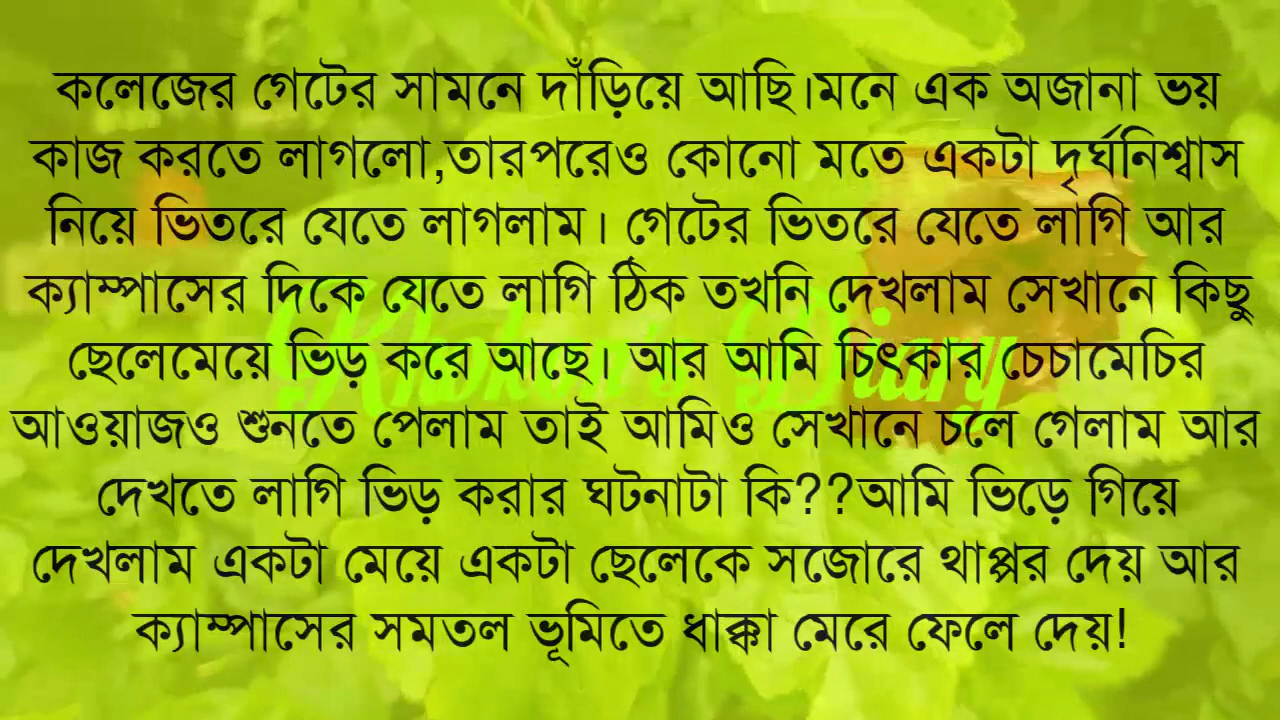 কলেজের গেটের সামনে দাঁড়িয়ে আছি।মনে এক অজানা ভয়
কাজ করতে লাগলো,তারপরেও কোনো মতে একটা দৃর্ঘনিশ্বাস
নিয়ে ভিতরে যেতে লাগলাম। গেটের ভিতরে যেতে লাগি আর
ক্যাম্পাসের দিকে যেতে লাগি ঠিক তখনি দেখলাম সেখানে কিছু
ছেলেমেয়ে ভিড় করে আছে। আর আমি চিৎকার চেচামেচির
আওয়াজও শুনতে পেলাম তাই আমিও সেখানে চলে গেলাম আর
দেখতে লাগি ভিড় করার ঘটনাটা কি??আমি ভিড়ে গিয়ে
দেখলাম একটা মেয়ে একটা ছেলেকে সজোরে থাপ্পর দেয় আর
ক্যাম্পাসের সমতল ভূমিতে ধাক্কা মেরে ফেলে দেয়!
Diary